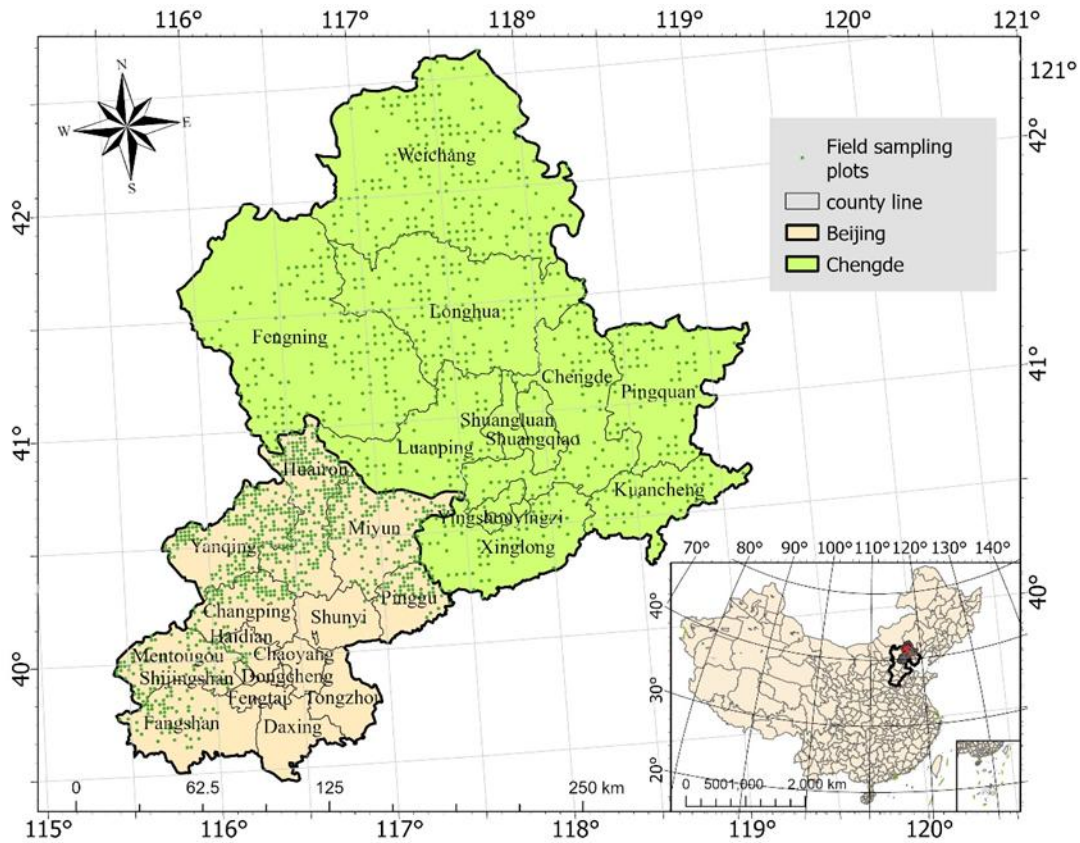 116° 117° 118° 119° 120° 121°
121°
N
W E
S
42°
42°
41°
41°
40°
40°
Field sampling
plots
county line
Beijing
Chengde
Weichang
Longhua
Fengning
Chengde
Pingquan
Shuangluan
Shuangqiao
Luanping
Huairou
Kuancheng
Miyun
Yingshouyingzi
Yanqing
Xinglong
Pinggu
Changping
Shunyi
Haidian
Mentougou
Chaoyang
Shijingshan
Dongcheng
Fengtai
Tongzhou
Fangshan
Daxing
0 62.5 125 250 km
70° 80° 90° 100° 110° 120° 130° 140°
40°
30°
20°
0 5001,000 2,000 km
115° 116° 117° 118° 119° 120°